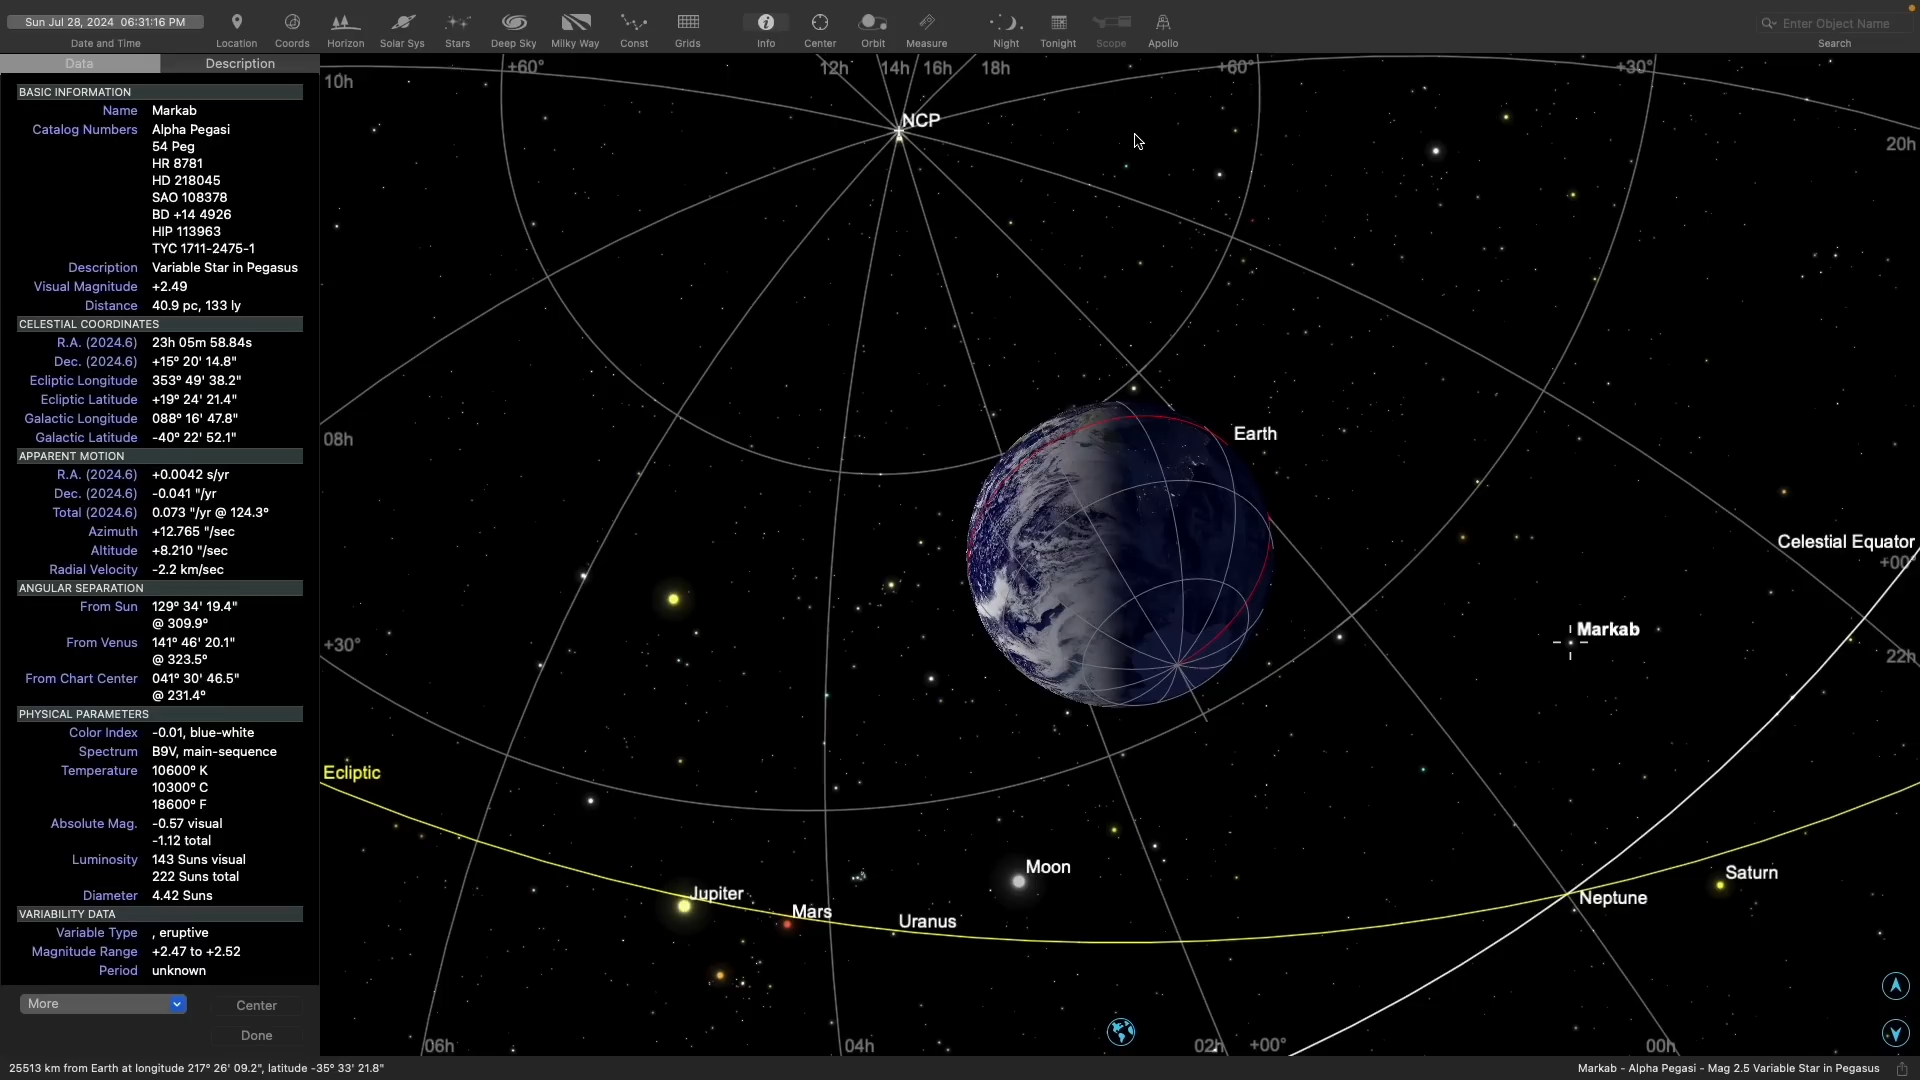 Sun Jul 28, 2024 06:31:16 PM
Date and Time
Location
Coords
Horizon
Solar Sys
Stars
Deep Sky
Milky Way
Const
Grids
Info
Center
Orbit
Measure
Night
Tonight
Scope
Apollo
Enter Object Name
Search
Data
Description
BASIC INFORMATION
Name Markab
Catalog Numbers Alpha Pegasi
54 Peg
HR 8781
HD 218045
SAO 108378
BD +14 4926
HIP 113963
TYC 1711-2475-1
Description Variable Star in Pegasus
Visual Magnitude +2.49
Distance 40.9 pc, 133 ly
CELESTIAL COORDINATES
R.A. (2024.6) 23h 05m 58.84s
Dec. (2024.6) +15° 20' 14.8"
Ecliptic Longitude 353° 49' 38.2"
Ecliptic Latitude +19° 24' 21.4"
Galactic Longitude 088° 16' 47.8"
Galactic Latitude -40° 22' 52.1"
APPARENT MOTION
R.A. (2024.6) +0.0042 s/yr
Dec. (2024.6) -0.041 "/yr
Total (2024.6) 0.073 "/yr @ 124.3°
Azimuth +12.765 "/sec
Altitude +8.210 "/sec
Radial Velocity -2.2 km/sec
ANGULAR SEPARATION
From Sun 129° 34' 19.4"
@ 309.9°
From Venus 141° 46' 20.1"
@ 323.5°
From Chart Center 041° 30' 46.5"
@ 231.4°
PHYSICAL PARAMETERS
Color Index -0.01, blue-white
Spectrum B9V, main-sequence
Temperature 10600° K
10300° C
18600° F
Absolute Mag. -0.57 visual
-1.12 total
Luminosity 143 Suns visual
222 Suns total
Diameter 4.42 Suns
VARIABILITY DATA
Variable Type , eruptive
Magnitude Range +2.47 to +2.52
Period unknown
More
Center
Done
10h
+60°
12h
14h
16h
18h
+60°
+30°
20h
NCP
08h
Earth
Celestial Equator
+00°
Markab
+30°
22h
Ecliptic
Moon
Jupiter
Mars
Uranus
Saturn
Neptune
06h
04h
02h
+00°
00h
25513 km from Earth at longitude 217° 26' 09.2", latitude -35° 33' 21.8"
Markab - Alpha Pegasi - Mag 2.5 Variable Star in Pegasus